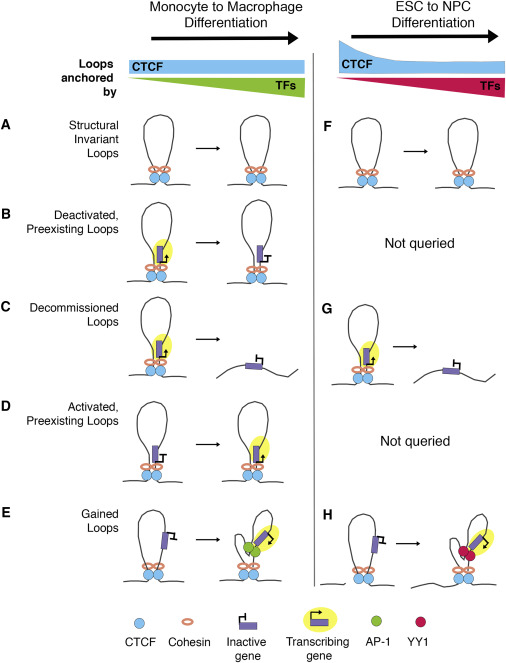 Monocyte to Macrophage
Differentiation
ESC to NPC
Differentiation
Loops
anchored
by
CTCF
TFs
CTCF
TFs
A
Structural
Invariant
Loops
F
B
Deactivated,
Preexisting Loops
Not queried
C
Decommissioned
Loops
G
D
Activated,
Preexisting Loops
Not queried
E
Gained
Loops
H
CTCF
Cohesin
Inactive
gene
Transcribing
gene
AP-1
YY1